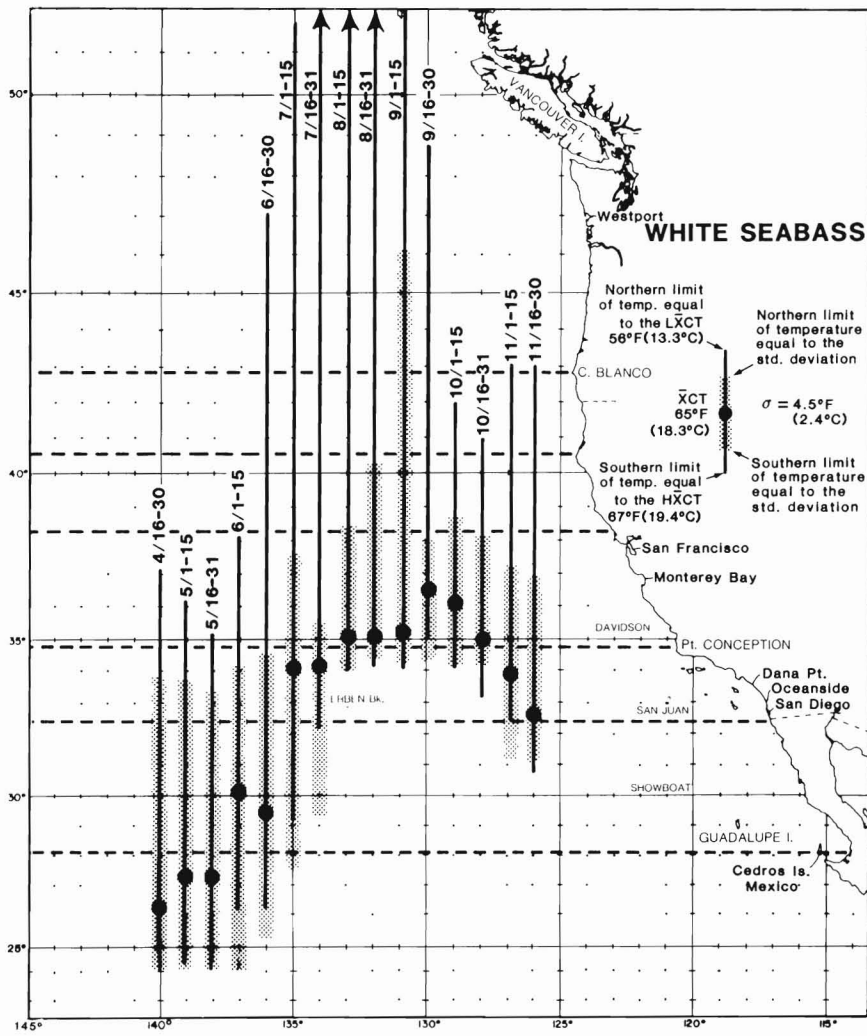 50°
45°
40°
35°
30°
25°
145°
140°
135°
130°
125°
120°
115°
4/16-30
5/1-15
5/16-31
6/1-15
6/16-30
7/1-15
7/16-31
8/1-15
8/16-31
9/1-15
9/16-30
10/1-15
10/16-31
11/1-15
11/16-30
VANCOUVER I.
Westport
WHITE SEABASS
Northern limit
of temp. equal
to the LX̄CT
56°F(13.3°C)
Northern limit
of temperature
equal to the
std. deviation
X̄CT
65°F
(18.3°C)
σ = 4.5°F
(2.4°C)
Southern limit
of temp. equal
to the HX̄CT
67°F(19.4°C)
Southern limit
of temperature
equal to the
std. deviation
C. BLANCO
San Francisco
Monterey Bay
DAVIDSON
Pt. CONCEPTION
Dana Pt.
Oceanside
San Diego
ERBEN BK.
SAN JUAN
SHOWBOAT
GUADALUPE I.
Cedros Is.
Mexico